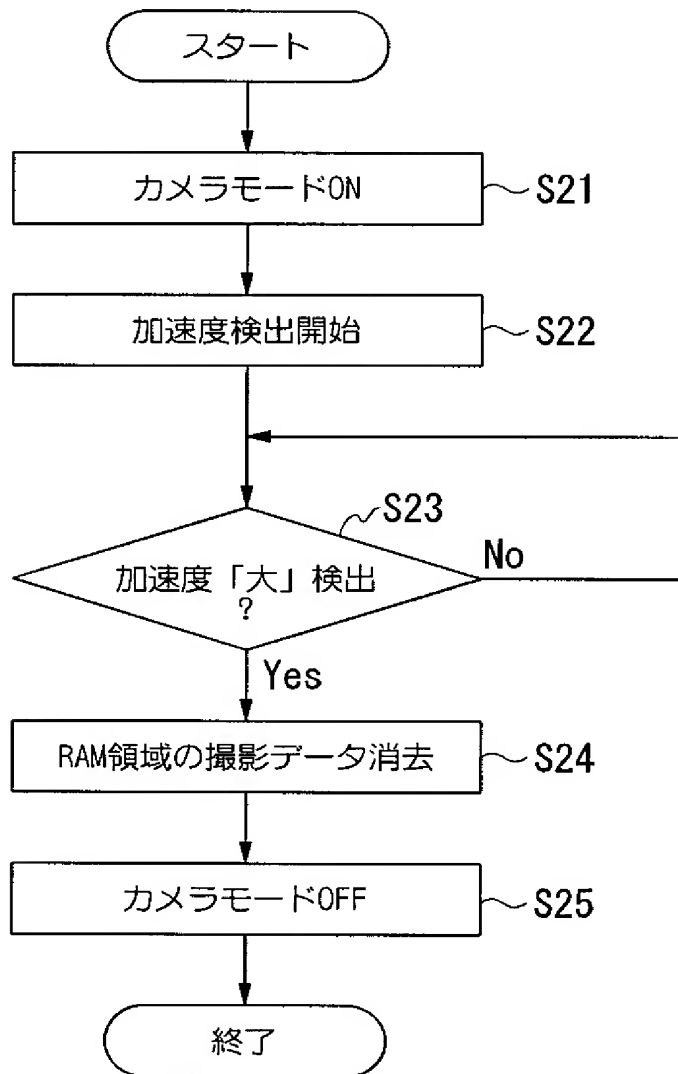 スタート
カメラモードON
S21
加速度検出開始
S22
S23
加速度「大」検出
?
No
Yes
RAM領域の撮影データ消去
S24
カメラモードOFF
S25
終了